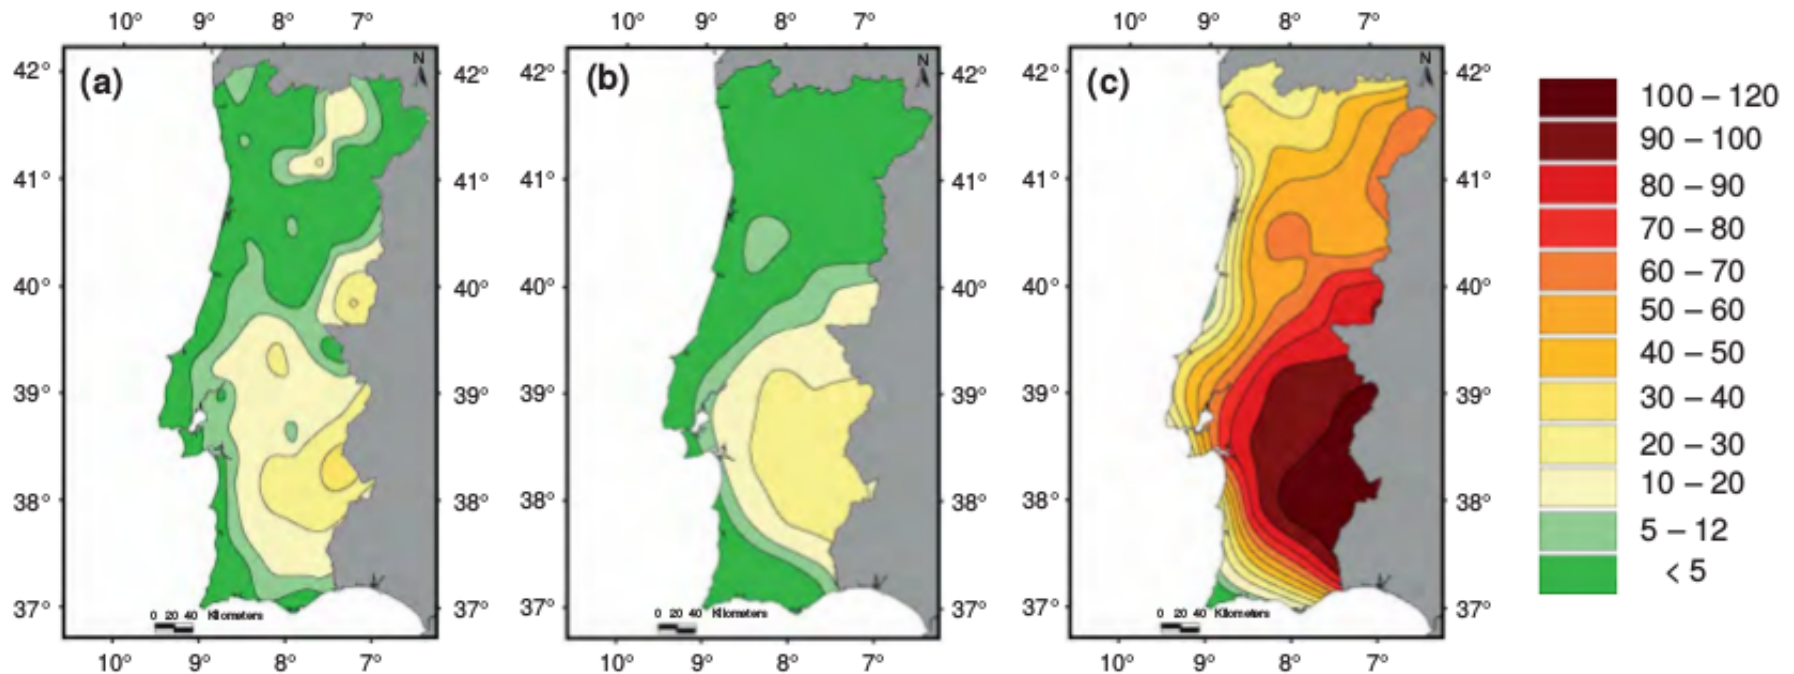 10° 9° 8° 7° 10° 9° 8° 7° 10° 9° 8° 7°
(a) N (b) N (c) N
42° 42° 42° 42° 42° 42°
41° 41° 41° 41° 41° 41°
40° 40° 40° 40° 40° 40°
39° 39° 39° 39° 39° 39°
38° 38° 38° 38° 38° 38°
37° 37° 37° 37° 37° 37°
0 20 40 Kilometers 0 20 40 Kilometers 0 20 40 Kilometers
10° 9° 8° 7° 10° 9° 8° 7° 10° 9° 8° 7°
100 – 120
90 – 100
80 – 90
70 – 80
60 – 70
50 – 60
40 – 50
30 – 40
20 – 30
10 – 20
5 – 12
< 5